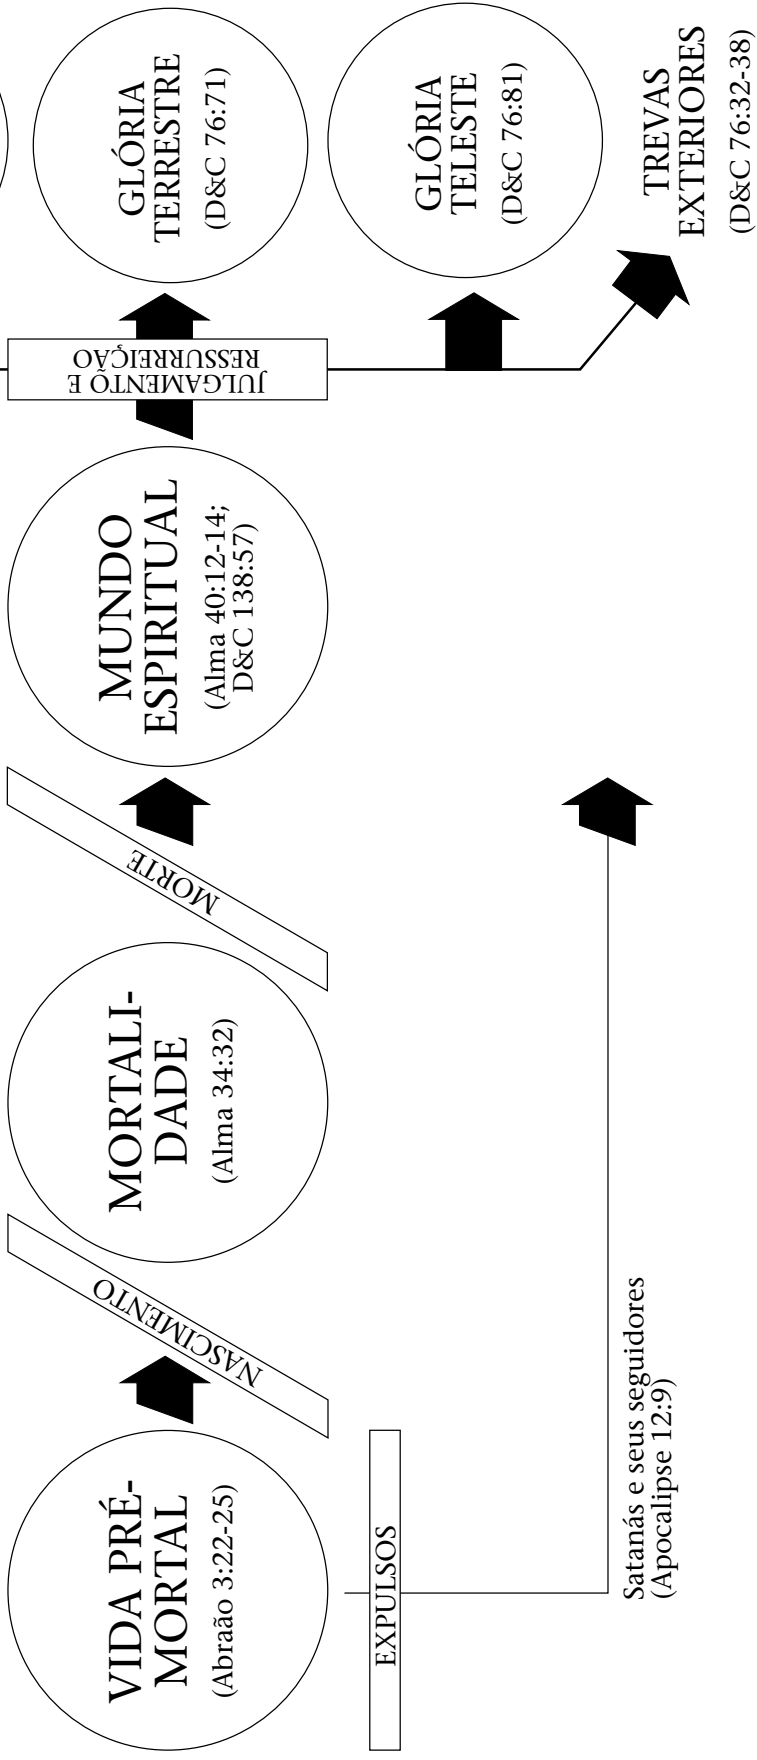 VIDA PRÉ-
MORTAL
(Abraão 3:22-25)
EXPULSOS
NASCIMENTO
MORTALI-
DADE
(Alma 34:32)
MORTE
MUNDO
ESPIRITUAL
(Alma 40:12-14;
D&C 138:57)
JULGAMENTO E
RESSURREIÇÃO
GLÓRIA
TERRESTRE
(D&C 76:71)
GLÓRIA
TELESTE
(D&C 76:81)
TREVAS
EXTERIORES
(D&C 76:32-38)
Satanás e seus seguidores
(Apocalipse 12:9)